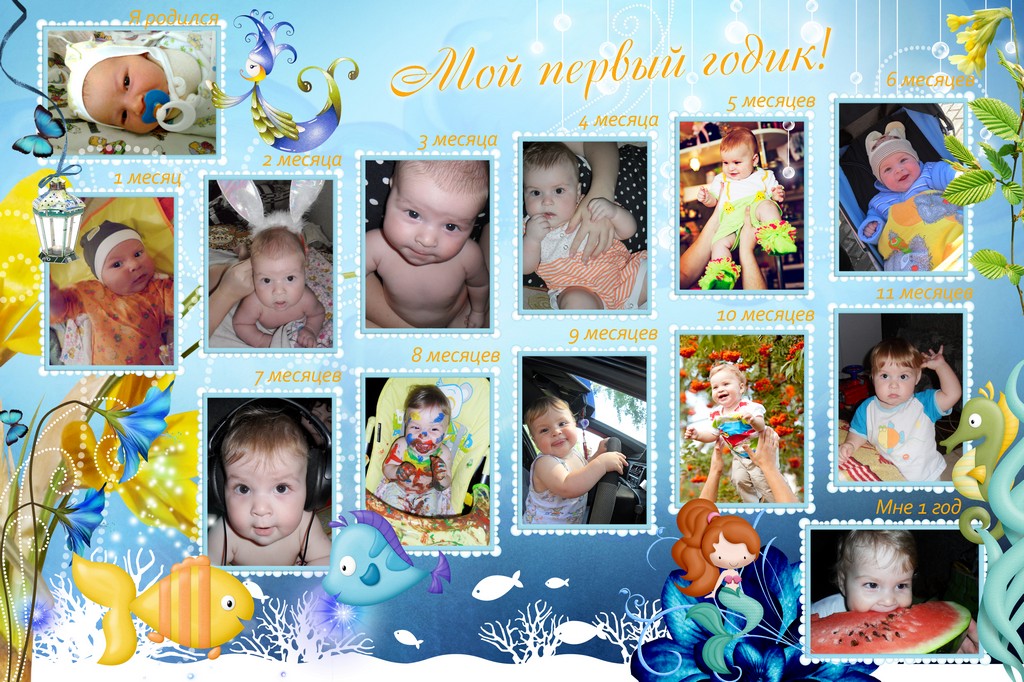 Я родился
Мой первый годик!
1 месяц
2 месяца
3 месяца
4 месяца
5 месяцев
6 месяцев
7 месяцев
8 месяцев
9 месяцев
10 месяцев
11 месяцев
Мне 1 год